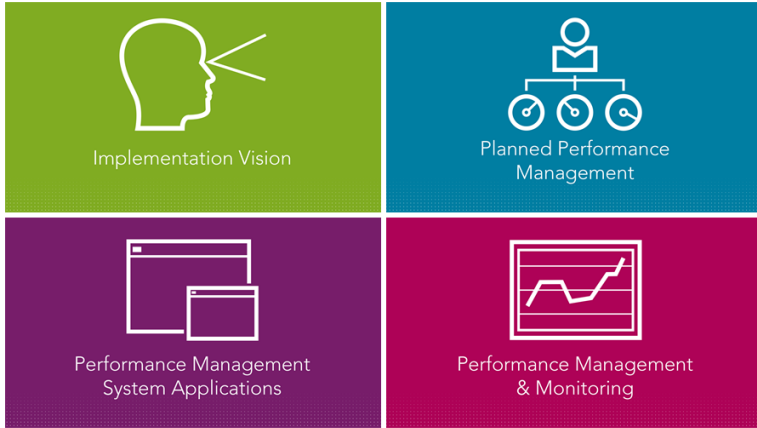 Implementation Vision
Planned Performance
Management
Performance Management
System Applications
Performance Management
& Monitoring